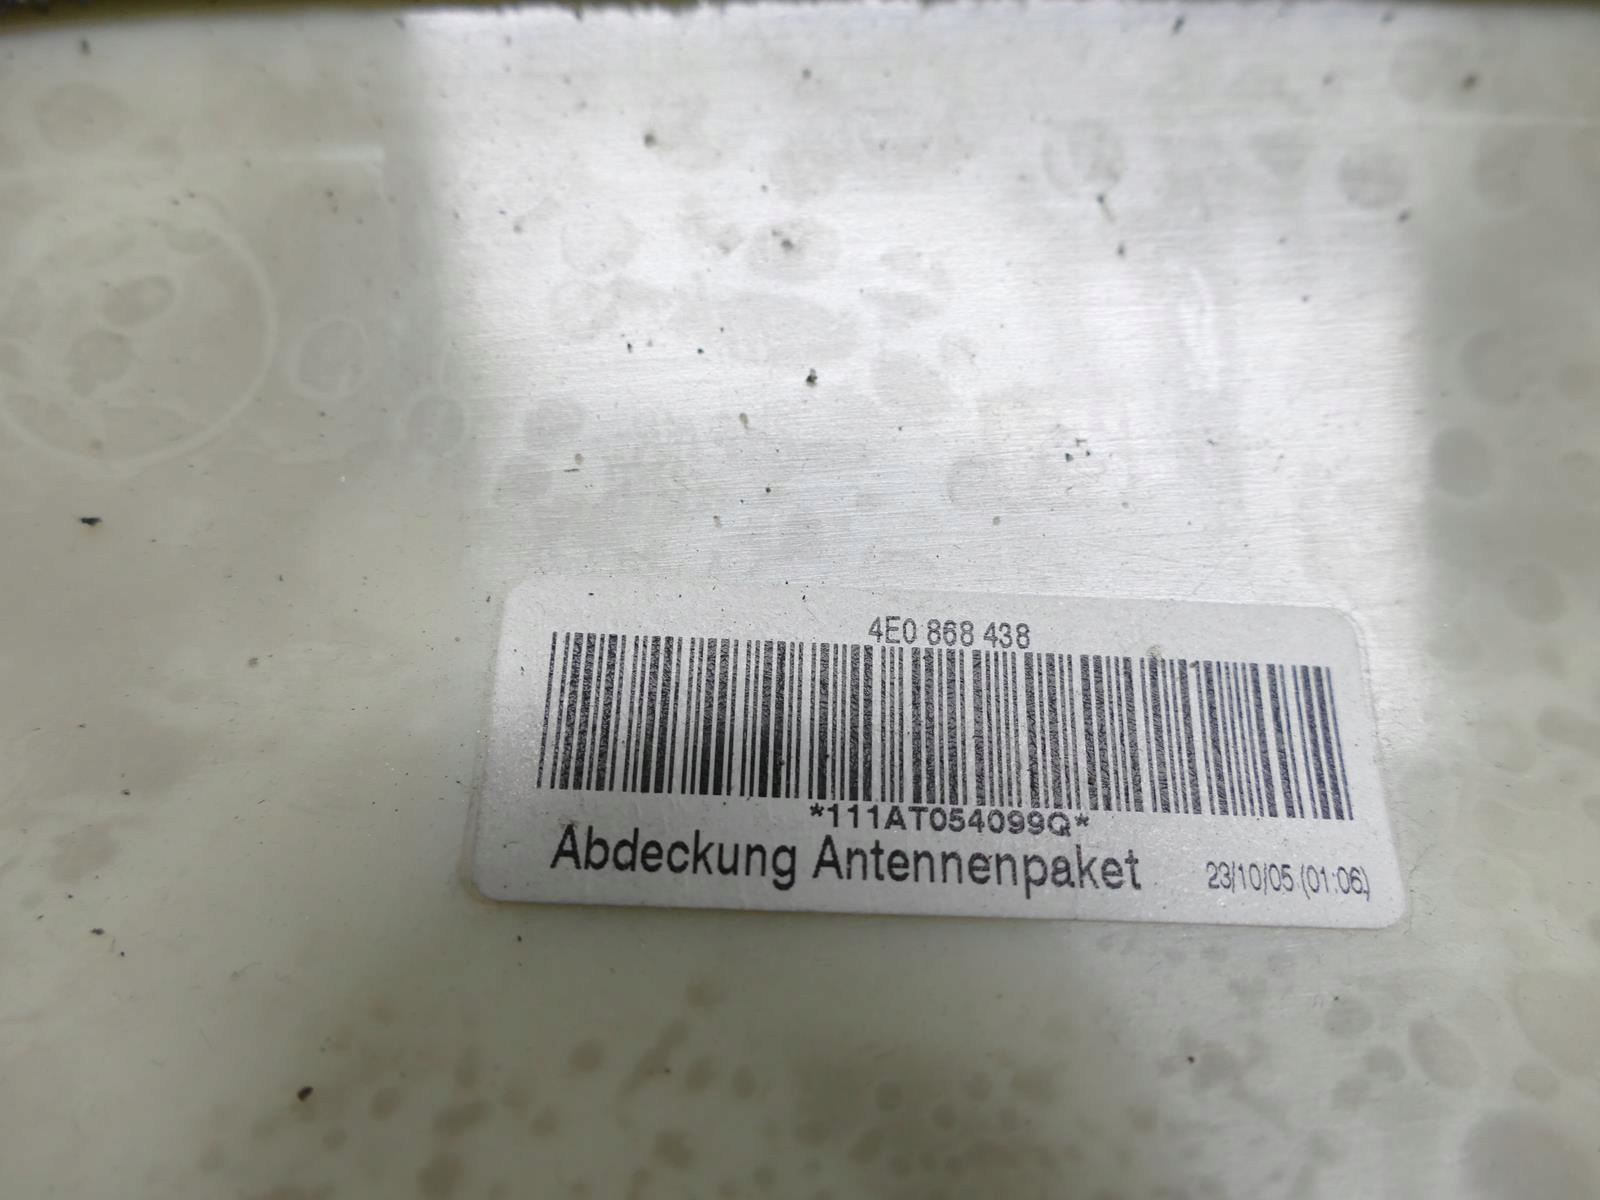 4E0 868 438
*111AT054099Q*
Abdeckung Antennenpaket
23/10/05 (01:06)